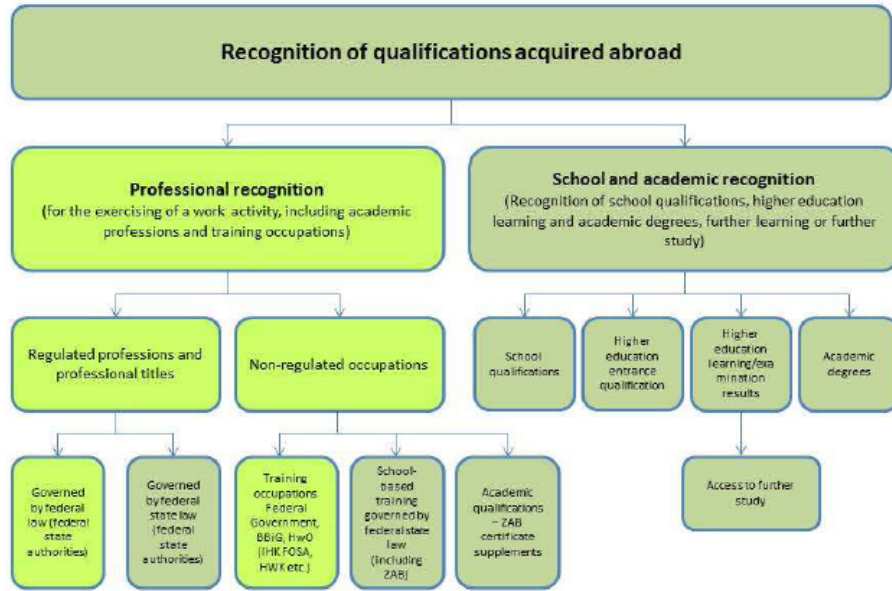 Recognition of qualifications acquired abroad
Professional recognition
(for the exercising of a work activity, including academic
professions and training occupations)
School and academic recognition
(Recognition of school qualifications, higher education
learning and academic degrees, further learning or further
study)
Regulated professions and
professional titles
Non-regulated occupations
School
qualifications
Higher
education
entrance
qualification
Higher
education
learning/exa
mination
results
Academic
degrees
Governed
by federal
law (federal
state
authorities)
Governed
by federal
state law
(federal
state
authorities)
Training
occupations
Federal
Government,
BBiG, HwO
(IHK FOSA,
HWK etc.)
School-
based
training
governed by
federal state
law
(including
ZAB)
Academic
qualifications
– ZAB
certificate
supplements
Access to further
study